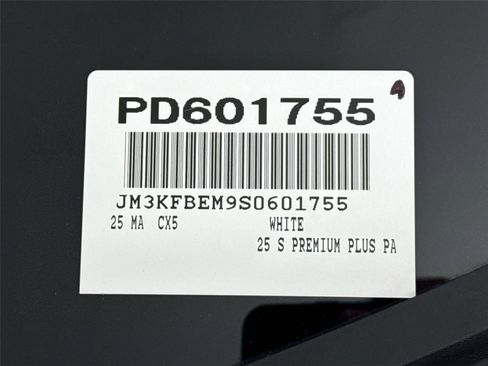 PD601755
JM3KFBEM9S0601755
25 MA CX5 WHITE
25 S PREMIUM PLUS PA